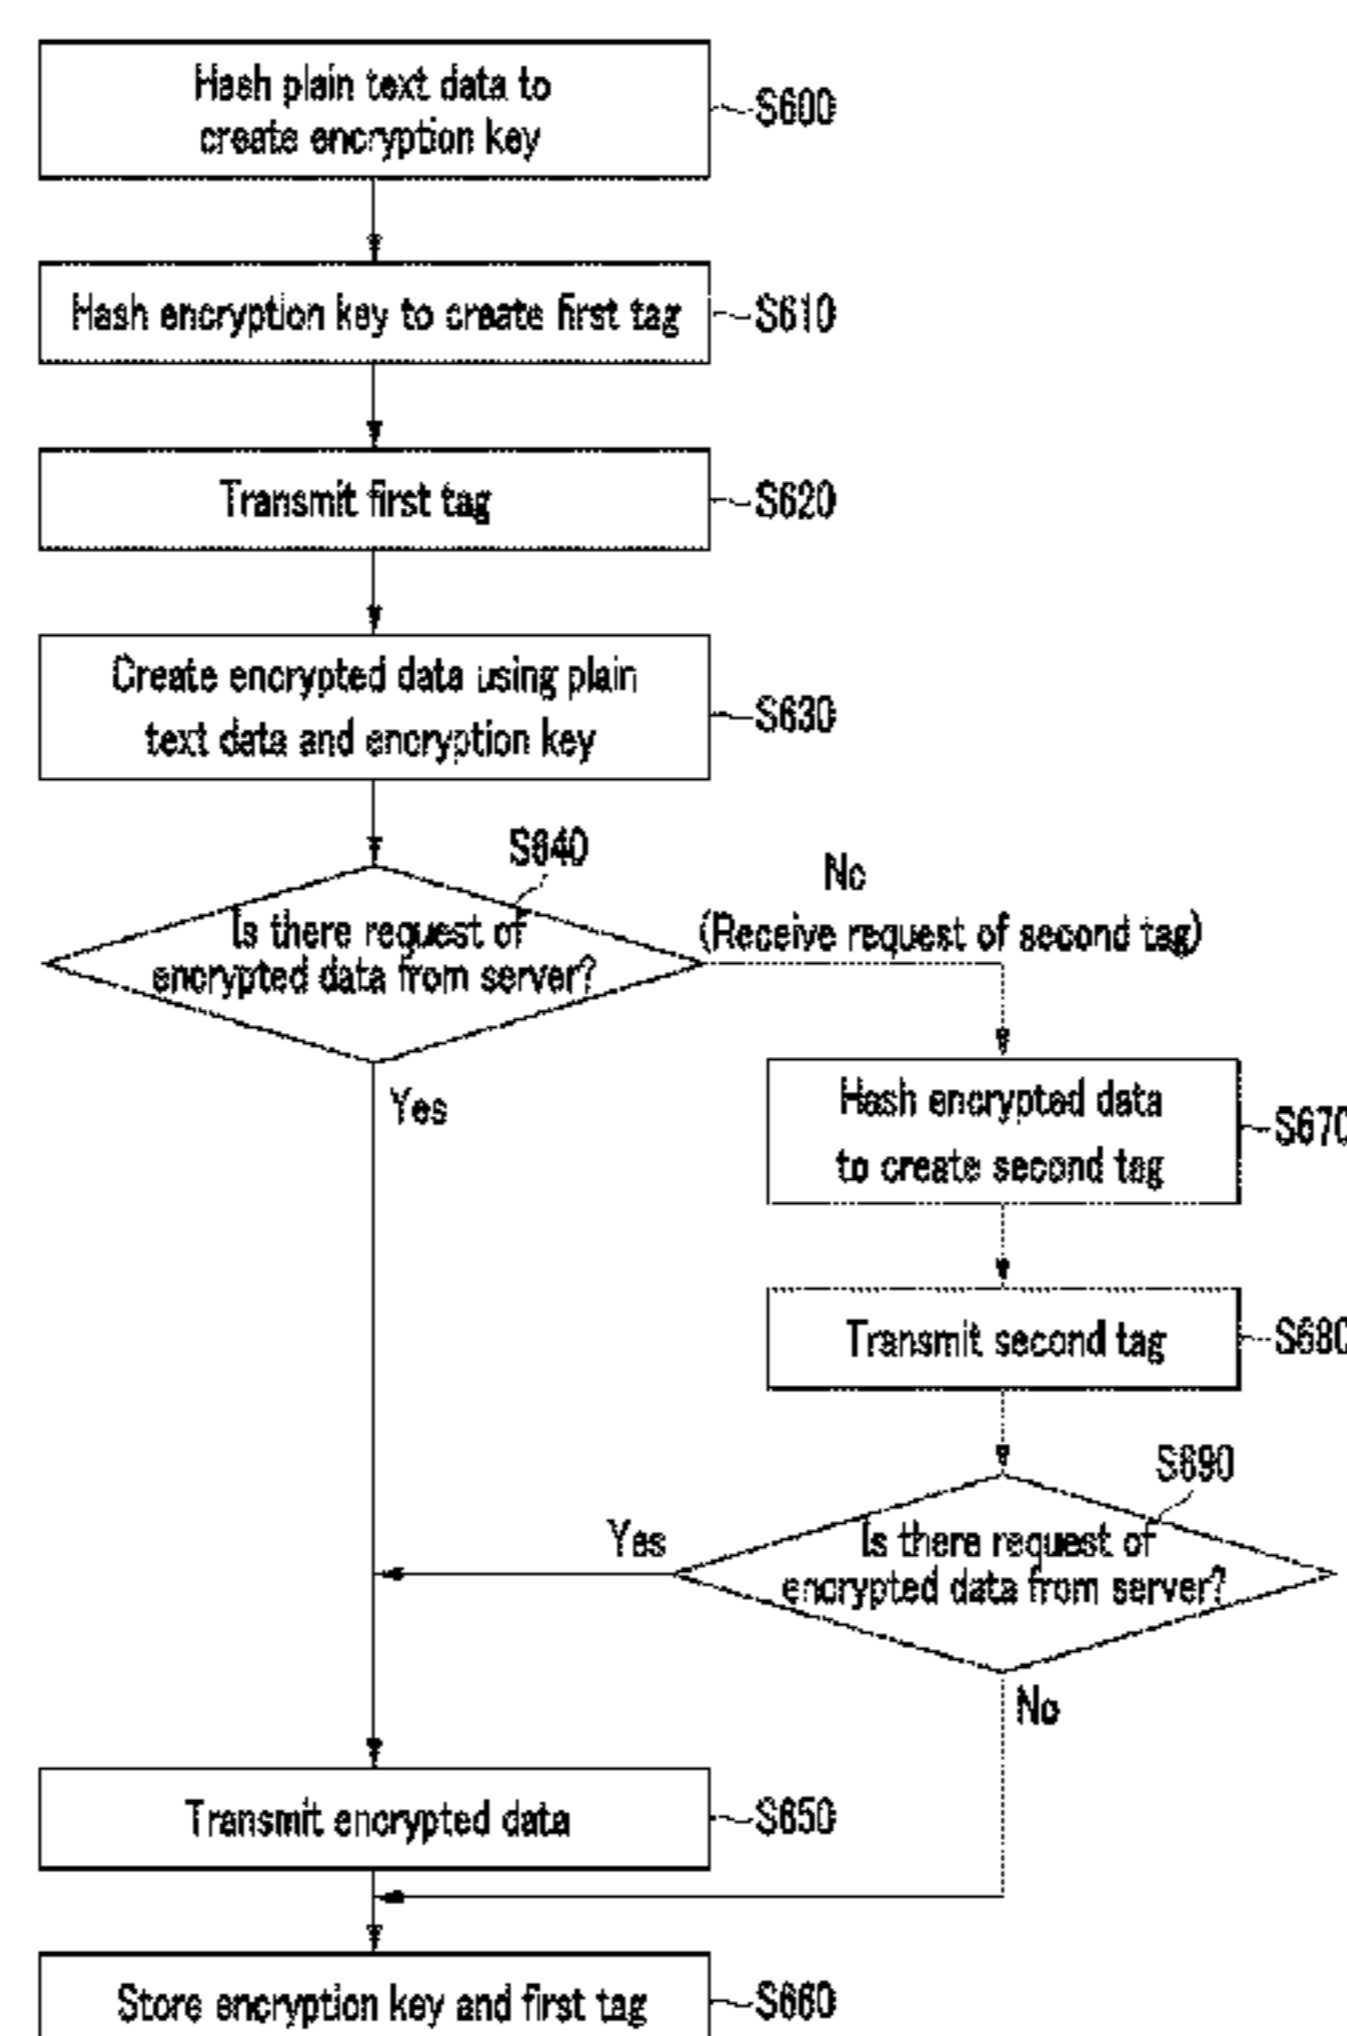 Hash plain text data to
create encryption key
S600
Hash encryption key to create first tag
S610
Transmit first tag
S620
Create encrypted data using plain
text data and encryption key
S630
S640
Is there request of
encrypted data from server?
No
(Receive request of second tag)
Yes
Hash encrypted data
to create second tag
S670
Transmit second tag
S680
S690
Is there request of
encrypted data from server?
Yes
No
Transmit encrypted data
S650
Store encryption key and first tag
S660